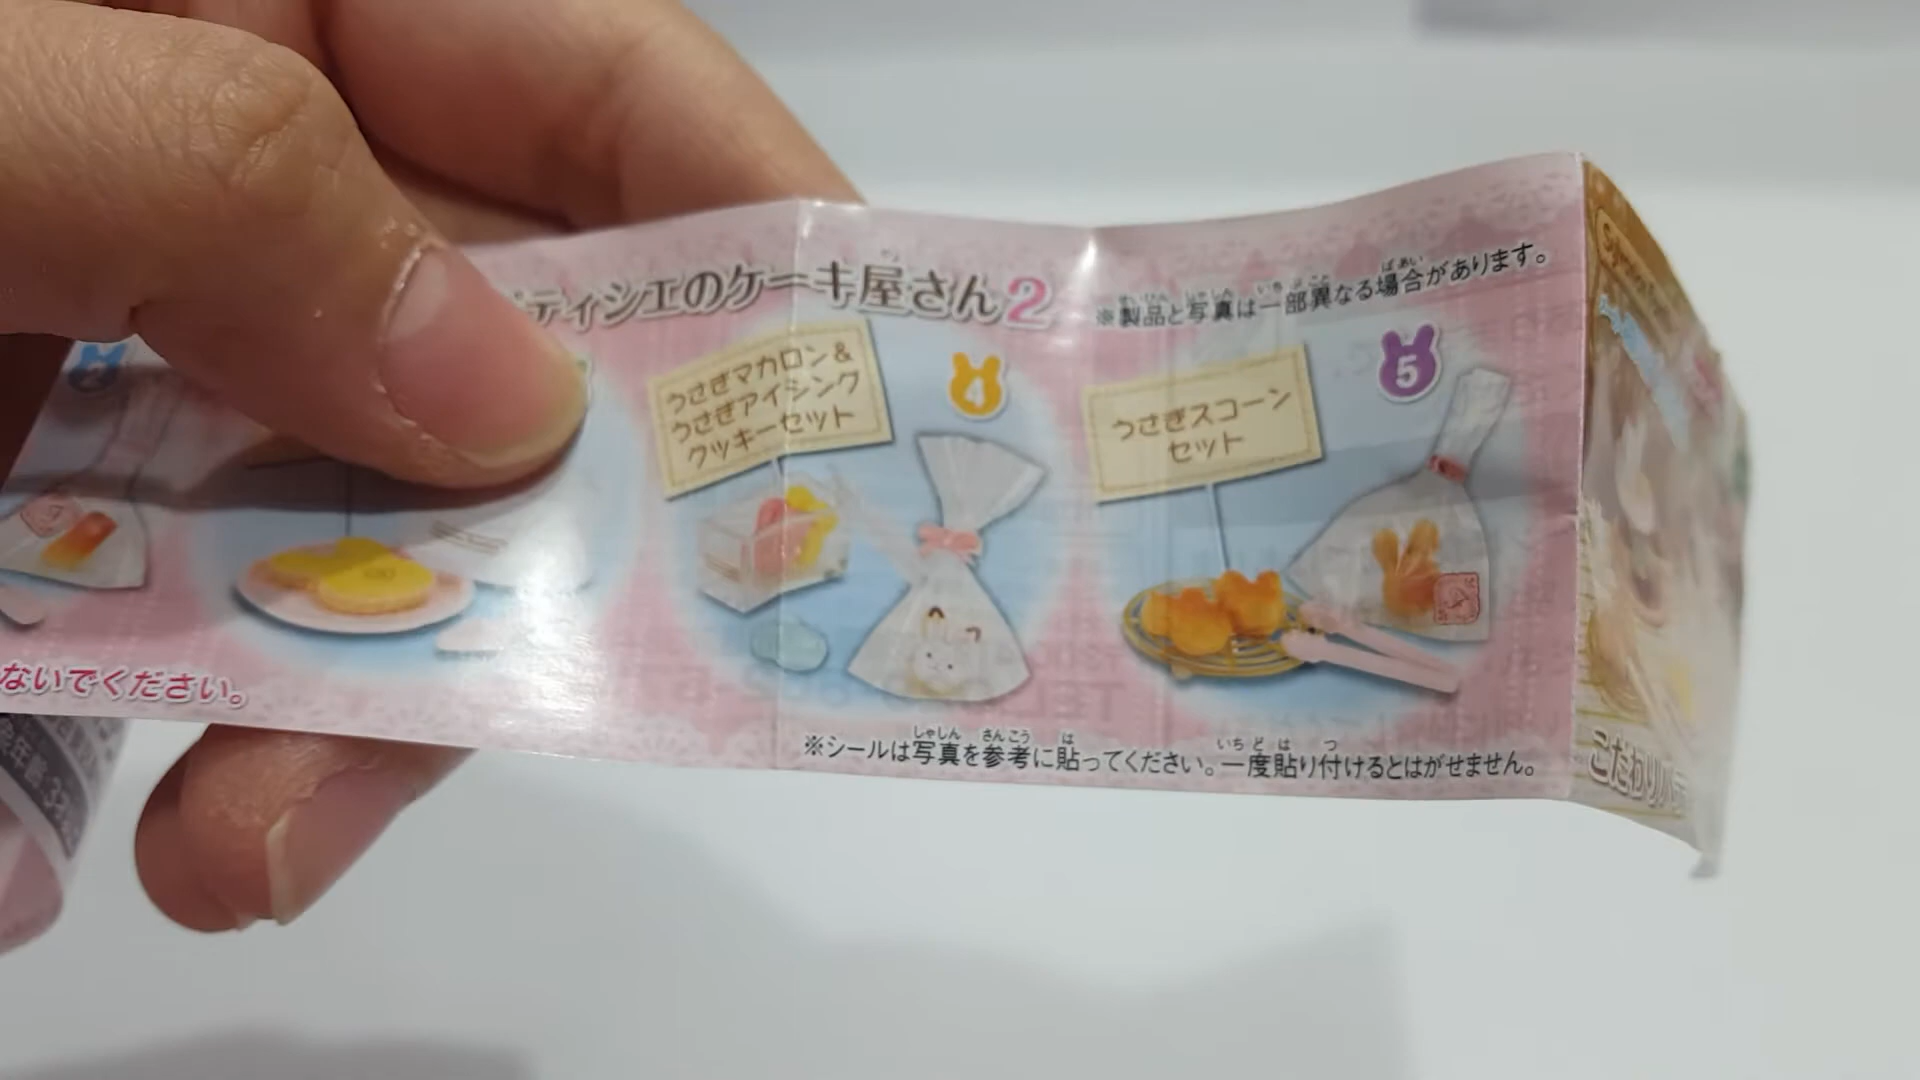 ティシエのケーキ屋さん2
※製品と写真は一部異なる場合があります。
うさぎマカロン&
うさぎアイシング
クッキーセット
4
うさぎスコーン
セット
5
2
ないでください。
※シールは写真を参考に貼ってください。一度貼り付けるとはがせません。
こだわりパ